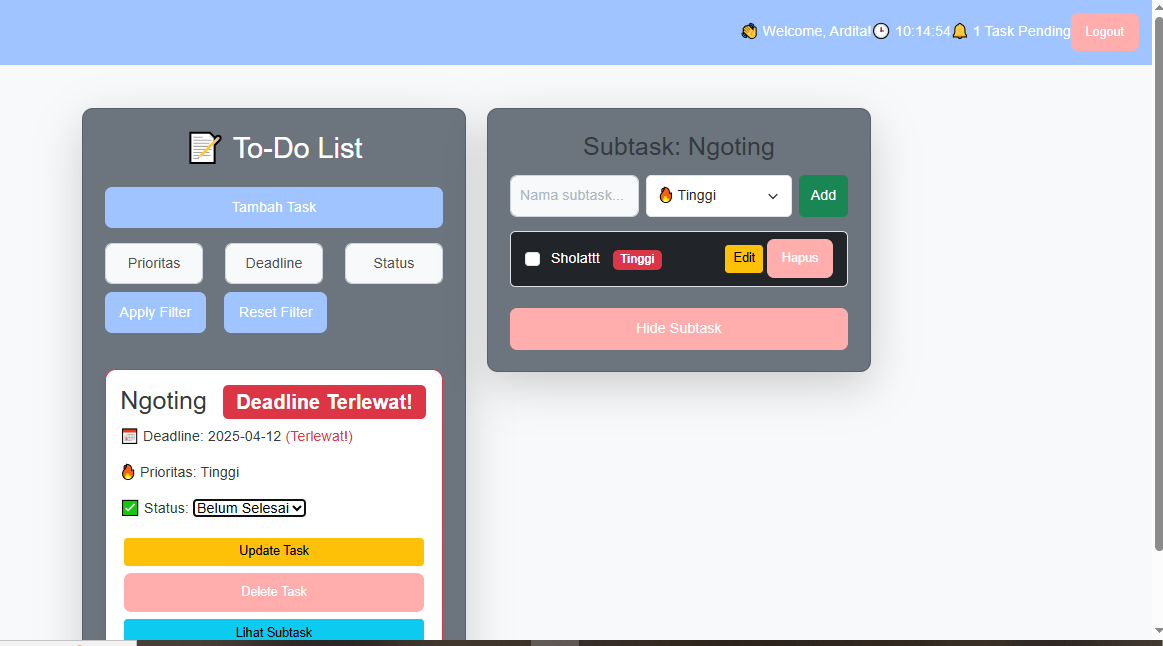 👋 Welcome, Ardita!🕒 10:14:54🔔 1 Task Pending Logout
📝 To-Do List
Tambah Task
Prioritas Deadline Status
Apply Filter Reset Filter
Ngoting Deadline Terlewat!
📅 Deadline: 2025-04-12 (Terlewat!)
🔥 Prioritas: Tinggi
✅ Status: Belum Selesai
Update Task
Delete Task
Lihat Subtask
Subtask: Ngoting
Nama subtask... 🔥 Tinggi Add
Sholattt Tinggi Edit Hapus
Hide Subtask